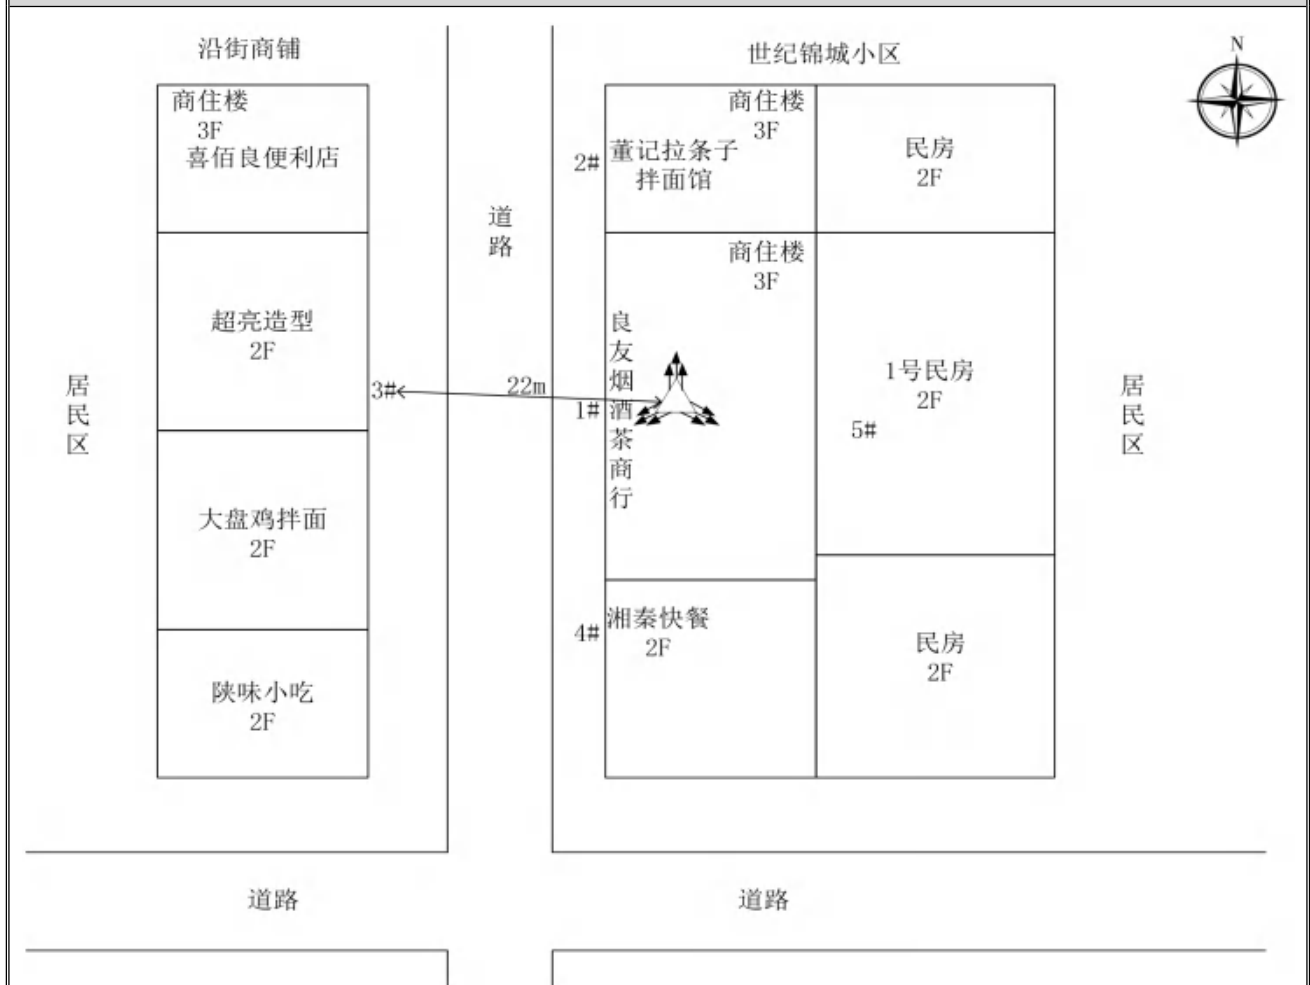 沿街商铺
世纪锦城小区
N
商住楼
3F
喜佰良便利店
商住楼
3F
2#
董记拉条子
拌面馆
民房
2F
道路
商住楼
3F
超亮造型
2F
良友烟酒茶商行
1号民房
2F
居民区
3#
22m
1#
5#
居民区
大盘鸡拌面
2F
4#
湘秦快餐
2F
民房
2F
陕味小吃
2F
道路
道路